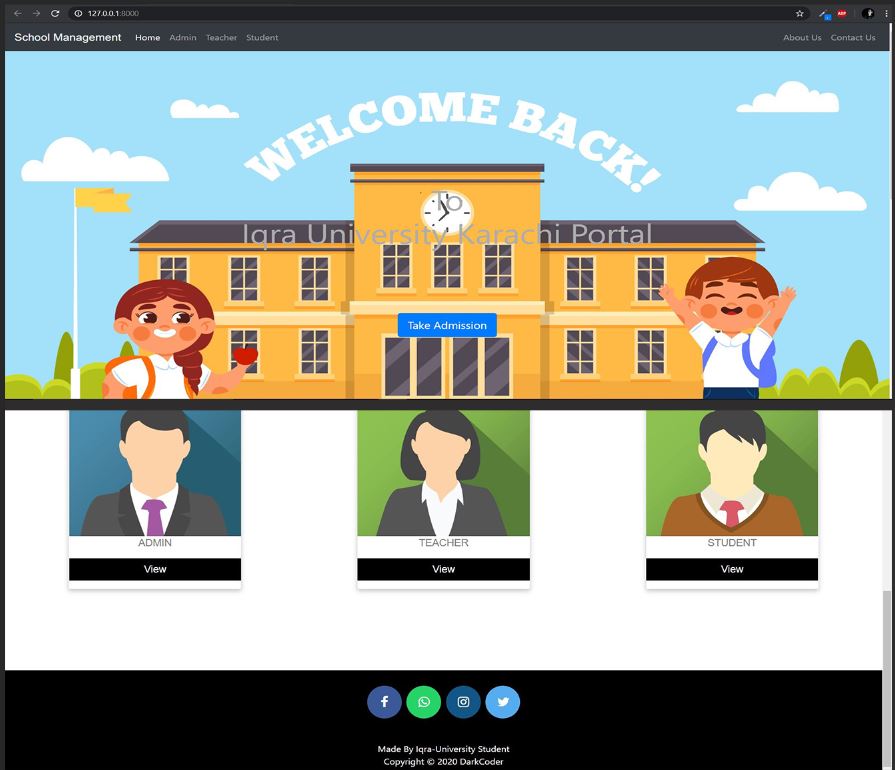 127.0.0.1:8000
ABP
School Management Home Admin Teacher Student About Us Contact Us
WELCOME BACK!
To
Iqra University Karachi Portal
Take Admission
ADMIN TEACHER STUDENT
View View View
Made By Iqra-University Student
Copyright © 2020 DarkCoder